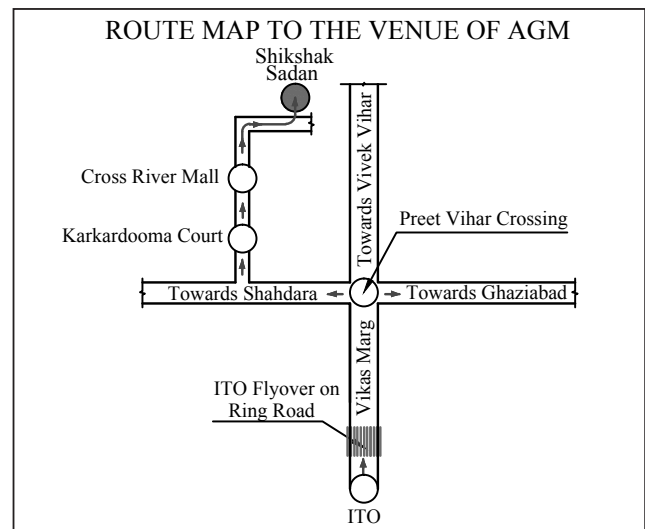 ROUTE MAP TO THE VENUE OF AGM
Shikshak
Sadan
Towards Vivek Vihar
Cross River Mall
Preet Vihar Crossing
Karkardooma Court
Towards Shahdara
Towards Ghaziabad
Vikas Marg
ITO Flyover on
Ring Road
ITO